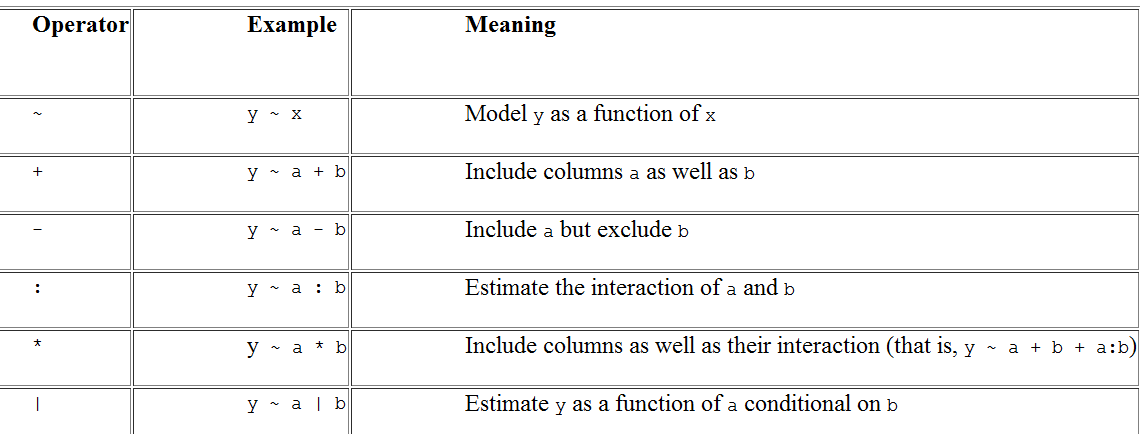 Operator Example Meaning
~ y ~ x Model y as a function of x
+ y ~ a + b Include columns a as well as b
- y ~ a - b Include a but exclude b
: y ~ a : b Estimate the interaction of a and b
* y ~ a * b Include columns as well as their interaction (that is, y ~ a + b + a:b)
| y ~ a | b Estimate y as a function of a conditional on b